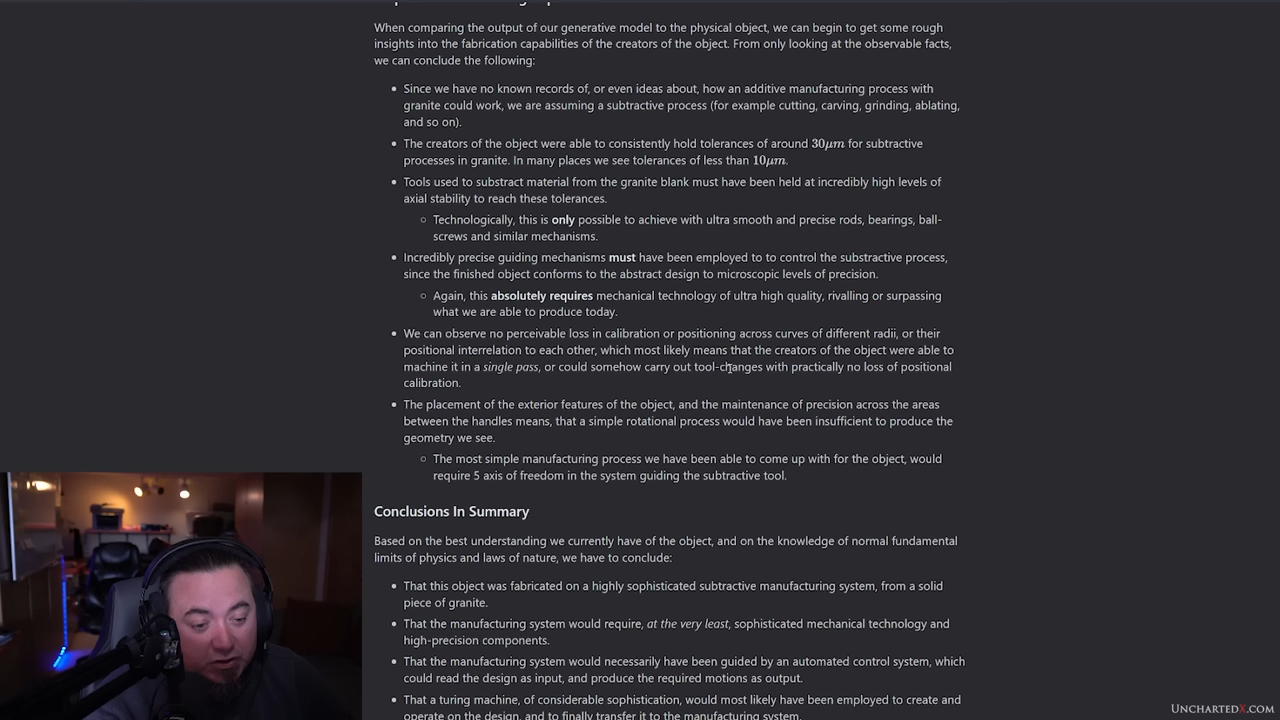 When comparing the output of our generative model to the physical object, we can begin to get some rough
insights into the fabrication capabilities of the creators of the object. From only looking at the observable facts,
we can conclude the following:
• Since we have no known records of, or even ideas about, how an additive manufacturing process with
granite could work, we are assuming a subtractive process (for example cutting, carving, grinding, ablating,
and so on).
• The creators of the object were able to consistently hold tolerances of around 30μm for subtractive
processes in granite. In many places we see tolerances of less than 10μm.
• Tools used to substract material from the granite blank must have been held at incredibly high levels of
axial stability to reach these tolerances.
○ Technologically, this is only possible to achieve with ultra smooth and precise rods, bearings, ball-
screws and similar mechanisms.
• Incredibly precise guiding mechanisms must have been employed to to control the substractive process,
since the finished object conforms to the abstract design to microscopic levels of precision.
○ Again, this absolutely requires mechanical technology of ultra high quality, rivalling or surpassing
what we are able to produce today.
• We can observe no perceivable loss in calibration or positioning across curves of different radii, or their
positional interrelation to each other, which most likely means that the creators of the object were able to
machine it in a single pass, or could somehow carry out tool-changes with practically no loss of positional
calibration.
• The placement of the exterior features of the object, and the maintenance of precision across the areas
between the handles means, that a simple rotational process would have been insufficient to produce the
geometry we see.
○ The most simple manufacturing process we have been able to come up with for the object, would
require 5 axis of freedom in the system guiding the subtractive tool.
Conclusions In Summary
Based on the best understanding we currently have of the object, and on the knowledge of normal fundamental
limits of physics and laws of nature, we have to conclude:
• That this object was fabricated on a highly sophisticated subtractive manufacturing system, from a solid
piece of granite.
• That the manufacturing system would require, at the very least, sophisticated mechanical technology and
high-precision components.
• That the manufacturing system would necessarily have been guided by an automated control system, which
could read the design as input, and produce the required motions as output.
• That a turing machine, of considerable sophistication, would most likely have been employed to create and
operate on the design, and to finally transfer it to the manufacturing system.
UnchartedX.com